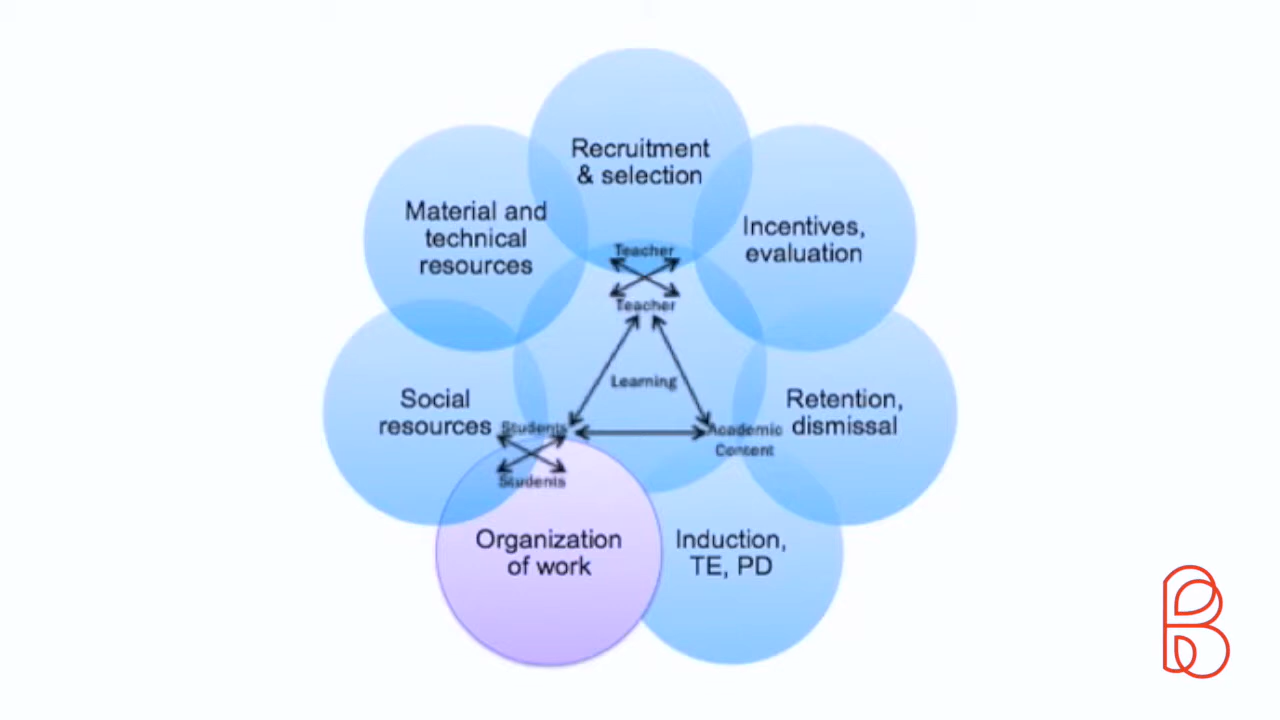 Recruitment
& selection
Material and
technical
resources
Incentives,
evaluation
Teacher
Teacher
Learning
Social
resources
Retention,
dismissal
Students
Academic
Content
Students
Organization
of work
Induction,
TE, PD